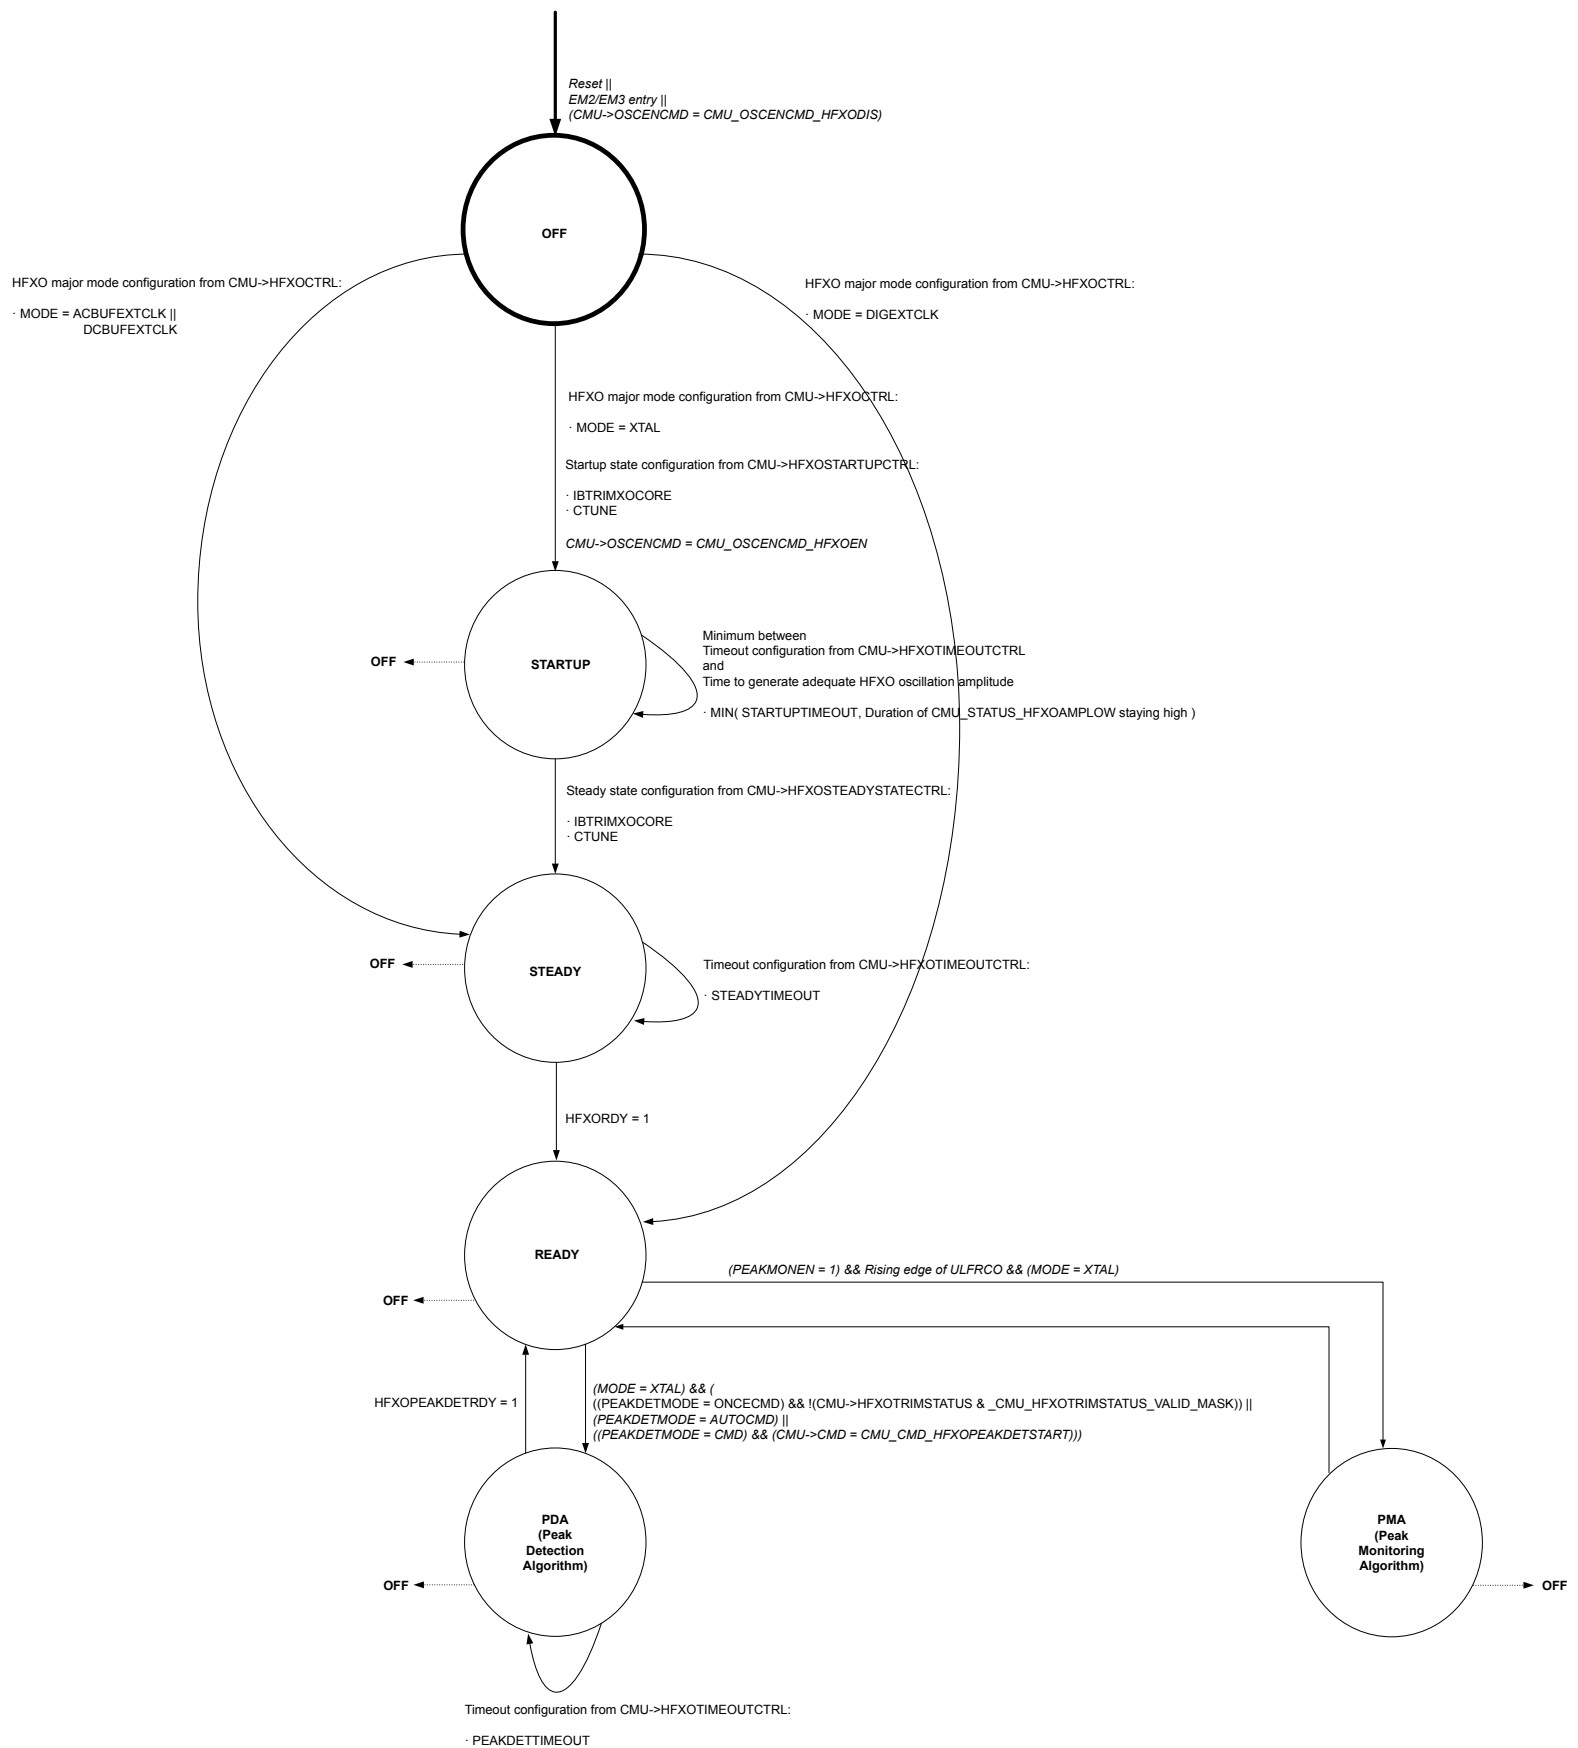 Reset ||
EM2/EM3 entry ||
(CMU->OSCENCMD = CMU_OSCENCMD_HFXODIS)
OFF
HFXO major mode configuration from CMU->HFXOCTRL:
· MODE = ACBUFEXTCLK ||
DCBUFEXTCLK
HFXO major mode configuration from CMU->HFXOCTRL:
· MODE = DIGEXTCLK
HFXO major mode configuration from CMU->HFXOCTRL:
· MODE = XTAL
Startup state configuration from CMU->HFXOSTARTUPCTRL:
· IBTRIMXOCORE
· CTUNE
CMU->OSCENCMD = CMU_OSCENCMD_HFXOEN
OFF
STARTUP
Minimum between
Timeout configuration from CMU->HFXOTIMEOUTCTRL
and
Time to generate adequate HFXO oscillation amplitude
· MIN( STARTUPTIMEOUT, Duration of CMU_STATUS_HFXOAMPLOW staying high )
Steady state configuration from CMU->HFXOSTEADYSTATECTRL:
· IBTRIMXOCORE
· CTUNE
OFF
STEADY
Timeout configuration from CMU->HFXOTIMEOUTCTRL:
· STEADYTIMEOUT
HFXORDY = 1
READY
OFF
(PEAKMONEN = 1) && Rising edge of ULFRCO && (MODE = XTAL)
HFXOPEAKDETRDY = 1
(MODE = XTAL) && (
((PEAKDETMODE = ONCECMD) && !(CMU->HFXOTRIMSTATUS & _CMU_HFXOTRIMSTATUS_VALID_MASK)) ||
(PEAKDETMODE = AUTOCMD) ||
((PEAKDETMODE = CMD) && (CMU->CMD = CMU_CMD_HFXOPEAKDETSTART)))
PDA
(Peak
Detection
Algorithm)
OFF
PMA
(Peak
Monitoring
Algorithm)
OFF
Timeout configuration from CMU->HFXOTIMEOUTCTRL:
· PEAKDETTIMEOUT